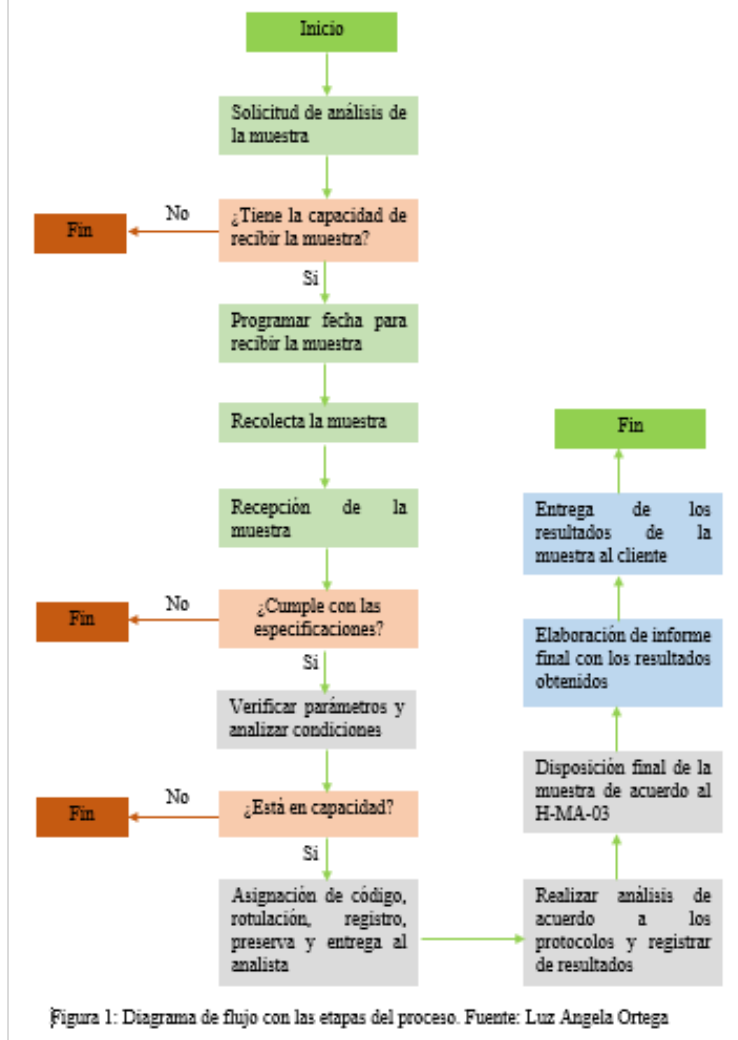 Inicio
Solicitud de análisis de
la muestra
No
Fin
¿Tiene la capacidad de
recibir la muestra?
Si
Programar fecha para
recibir la muestra
Recolecta la muestra
Recepción de la
muestra
No
Fin
¿Cumple con las
especificaciones?
Si
Verificar parámetros y
analizar condiciones
No
Fin
¿Está en capacidad?
Si
Asignación de código,
rotulación, registro,
preserva y entrega al
analista
Realizar análisis de
acuerdo a los
protocolos y registrar
de resultados
Disposición final de la
muestra de acuerdo al
H-MA-03
Elaboración de informe
final con los resultados
obtenidos
Entrega de los
resultados de la
muestra al cliente
Fin
Figura 1: Diagrama de flujo con las etapas del proceso. Fuente: Luz Angela Ortega